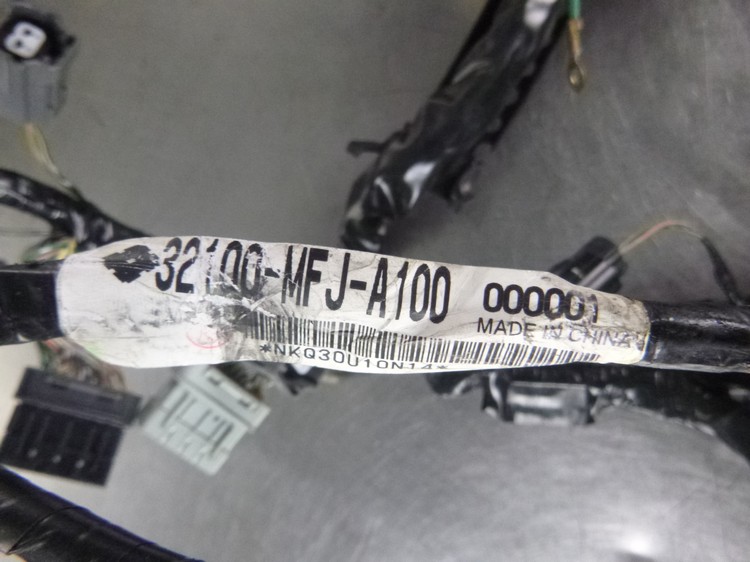 32100-MFJ-A100 000001
MADE IN CHINA
*NKQ30U10N14*